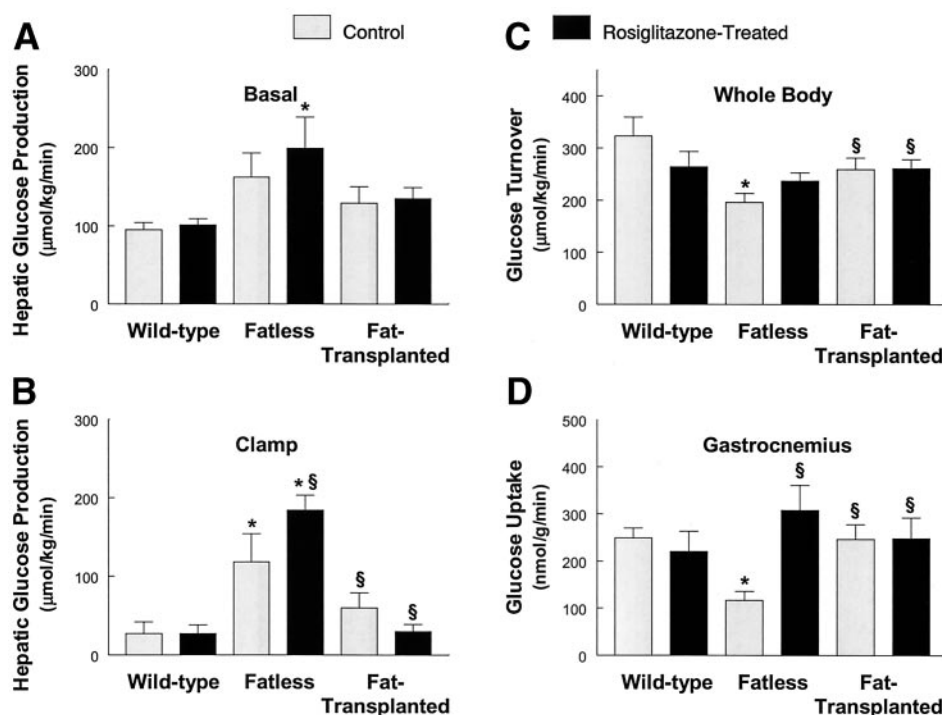 Control
Rosiglitazone-Treated
A
Hepatic Glucose Production
(µmol/kg/min)
300
200
100
0
Basal
*
Wild-type Fatless Fat-
Transplanted
C
Glucose Turnover
(µmol/kg/min)
400
300
200
100
0
Whole Body
*
§
§
Wild-type Fatless Fat-
Transplanted
B
Hepatic Glucose Production
(µmol/kg/min)
300
200
100
0
Clamp
*
* §
§
§
Wild-type Fatless Fat-
Transplanted
D
Glucose Uptake
(nmol/g/min)
500
400
300
200
100
0
Gastrocnemius
*
§
§
§
Wild-type Fatless Fat-
Transplanted